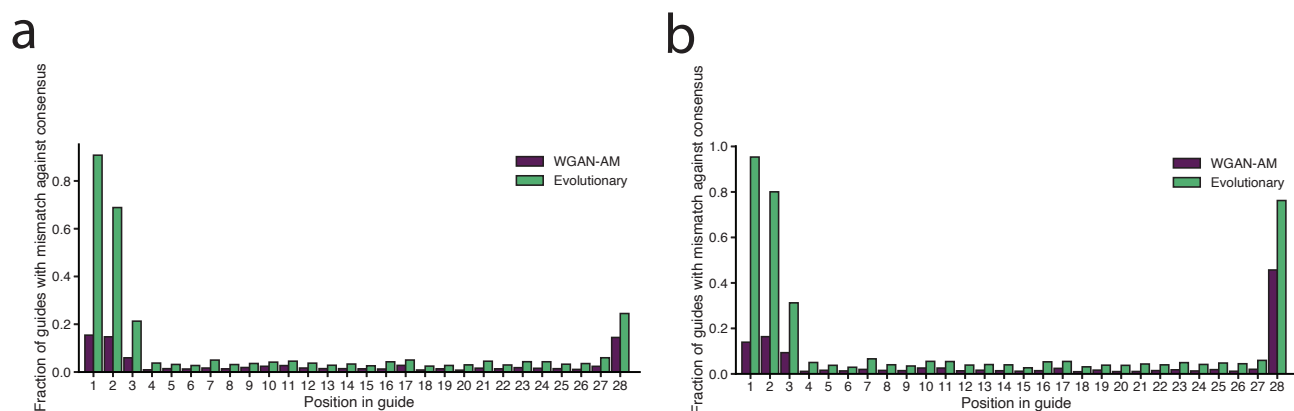 a
Fraction of guides with mismatch against consensus
0.8
0.6
0.4
0.2
0.0
WGAN-AM
Evolutionary
1 2 3 4 5 6 7 8 9 10 11 12 13 14 15 16 17 18 19 20 21 22 23 24 25 26 27 28
Position in guide
b
Fraction of guides with mismatch against consensus
1.0
0.8
0.6
0.4
0.2
0.0
WGAN-AM
Evolutionary
1 2 3 4 5 6 7 8 9 10 11 12 13 14 15 16 17 18 19 20 21 22 23 24 25 26 27 28
Position in guide